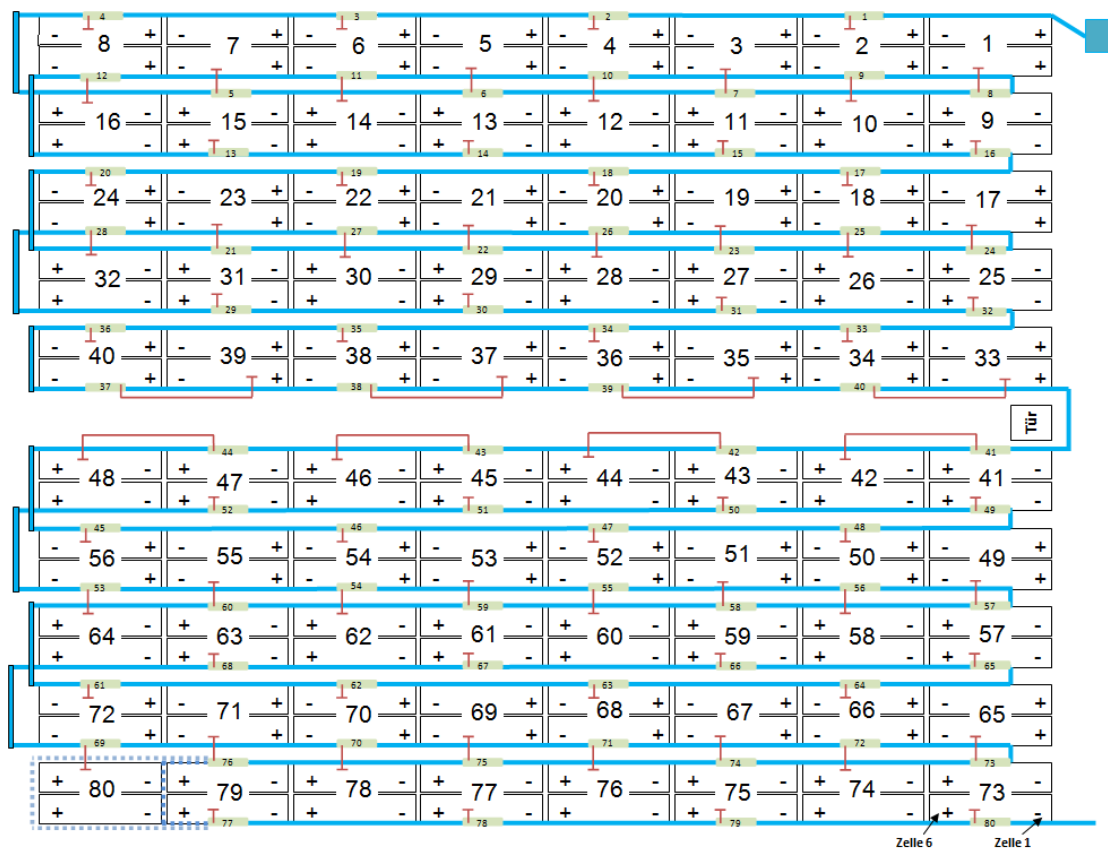 4 3 2 1
- + - + - + - + - + - + - + - +
8 7 6 5 4 3 2 1
- + - + - + - + - + - + - + - +
12 11 10 9
5 6 7 8
+ - + - + - + - + - + - + - + -
16 15 14 13 12 11 10 9
+ - + - + - + - + - + - + - + -
13 14 15 16
20 19 18 17
- + - + - + - + - + - + - + - +
24 23 22 21 20 19 18 17
- + - + - + - + - + - + - + - +
28 27 26 25
21 22 23 24
+ - + - + - + - + - + - + - + -
32 31 30 29 28 27 26 25
+ - + - + - + - + - + - + - + -
29 30 31 32
36 35 34 33
- + - + - + - + - + - + - + - +
40 39 38 37 36 35 34 33
- + - + - + - + - + - + - + - +
37 38 39 40
Tür
44 43 42 41
+ - + - + - + - + - + - + - + -
48 47 46 45 44 43 42 41
+ - + - + - + - + - + - + - + -
52 51 50 49
45 46 47 48
- + - + - + - + - + - + - + - +
56 55 54 53 52 51 50 49
- + - + - + - + - + - + - + - +
53 54 55 56
60 59 58 57
+ - + - + - + - + - + - + - + -
64 63 62 61 60 59 58 57
+ - + - + - + - + - + - + - + -
68 67 66 65
61 62 63 64
- + - + - + - + - + - + - + - +
72 71 70 69 68 67 66 65
- + - + - + - + - + - + - + - +
69 70 71 72
76 75 74 73
+ - + - + - + - + - + - + - + -
80 79 78 77 76 75 74 73
+ - + - + - + - + - + - + - + -
77 78 79 80
Zelle 6 Zelle 1